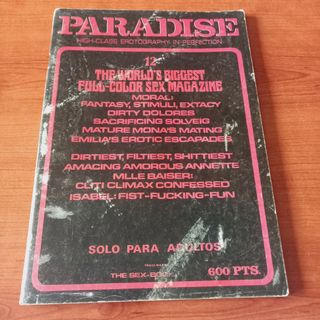 PARADISE
HIGH-CLASS EROTOGRAPHY IN PERFECTION
12
THE WORLD'S BIGGEST
FULL-COLOR SEX MAGAZINE
MORAL:
FANTASY, STIMULI, EXTACY
DIRTY DOLORES
SACRIFICING SOLVEIG
MATURE MONA'S MATING
EMILIA'S EROTIC ESCAPADES
DIRTIEST, FILTIEST, SHITTIEST
AMACING AMOROUS ANNETTE
MLLE BAISER:
CLITI CLIMAX CONFESSED
ISABEL: FIST-FUCKING-FUN
SOLO PARA ADULTOS
THE SEX-BOOK
600 PTS.